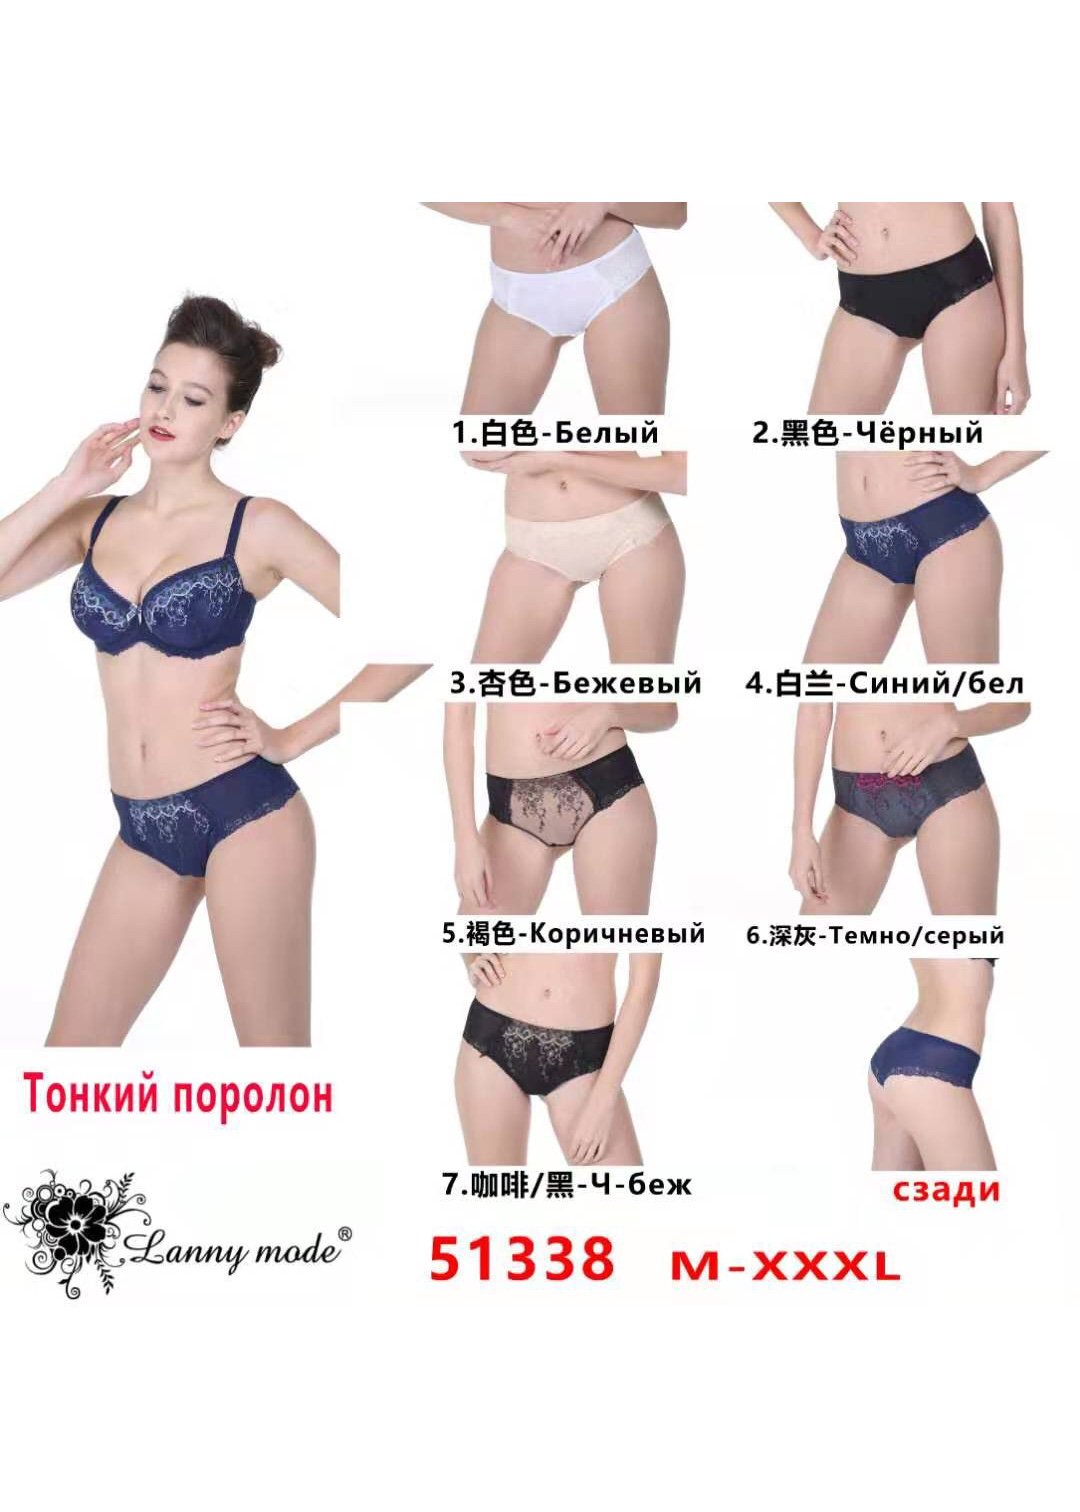 1.白色-Белый
2.黑色-Чёрный
3.杏色-Бежевый
4.白兰-Синий/бел
5.褐色-Коричневый
6.深灰-Темно/серый
7.咖啡/黑-Ч-беж
сзади
Тонкий поролон
Lanny mode®
51338 M-XXXL